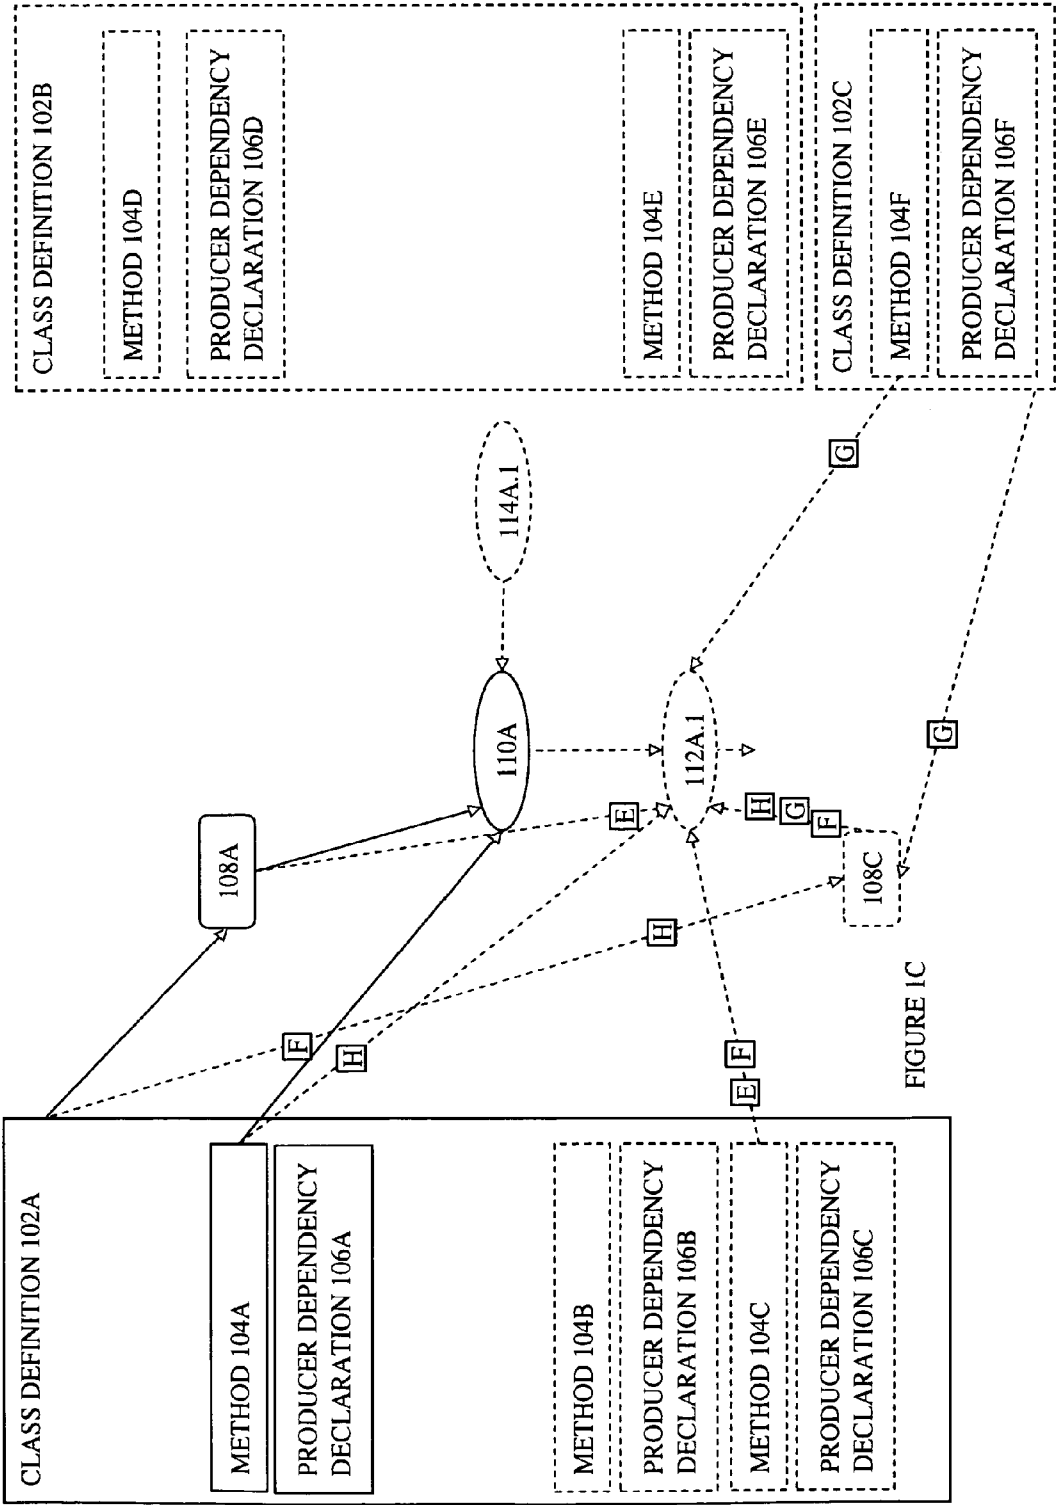 CLASS DEFINITION 102A
METHOD 104A
PRODUCER DEPENDENCY
DECLARATION 106A
METHOD 104B
PRODUCER DEPENDENCY
DECLARATION 106B
METHOD 104C
PRODUCER DEPENDENCY
DECLARATION 106C
108A
F
H
H
E
F
110A
E
112A.1
H
G
F
108C
114A.1
G
G
CLASS DEFINITION 102B
METHOD 104D
PRODUCER DEPENDENCY
DECLARATION 106D
METHOD 104E
PRODUCER DEPENDENCY
DECLARATION 106E
CLASS DEFINITION 102C
METHOD 104F
PRODUCER DEPENDENCY
DECLARATION 106F
FIGURE 1C